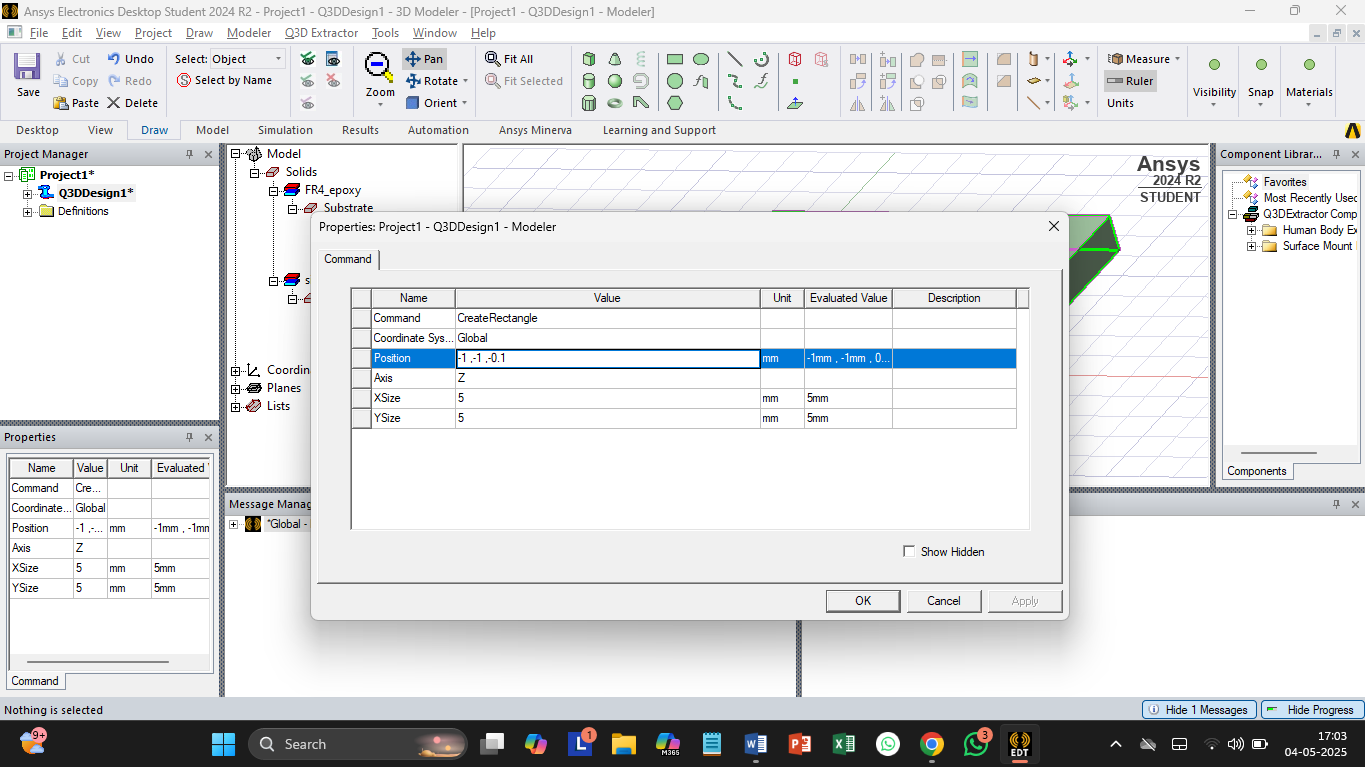 Ansys Electronics Desktop Student 2024 R2 - Project1 - Q3DDesign1 - 3D Modeler - [Project1 - Q3DDesign1 - Modeler]
File Edit View Project Draw Modeler Q3D Extractor Tools Window Help
Save
Cut Undo
Copy Redo
Paste Delete
Select: Object
Select by Name
Zoom
Pan
Rotate
Orient
Fit All
Fit Selected
Measure
Ruler
Units
Visibility
Snap
Materials
Desktop View Draw Model Simulation Results Automation Ansys Minerva Learning and Support
Project Manager
Project1*
Q3DDesign1*
Definitions
Model
Solids
FR4_epoxy
Substrate
s
Coordin
Planes
Lists
Ansys
2024 R2
STUDENT
Component Librar...
Favorites
Most Recently Used
Q3DExtractor Comp
Human Body Ex
Surface Mount
Components
Properties: Project1 - Q3DDesign1 - Modeler
Command
Name Value Unit Evaluated Value Description
Command CreateRectangle
Coordinate Sys... Global
Position -1 ,-1 ,-0.1 mm -1mm , -1mm , 0...
Axis Z
XSize 5 mm 5mm
YSize 5 mm 5mm
Show Hidden
OK Cancel Apply
Properties
Name Value Unit Evaluated
Command Cre...
Coordinate... Global
Position -1 ,-... mm -1mm , -1mm
Axis Z
XSize 5 mm 5mm
YSize 5 mm 5mm
Command
Message Manag
*Global -
Nothing is selected
Hide 1 Messages Hide Progress
9+
Search
1
M365
3
EDT
17:03
04-05-2025